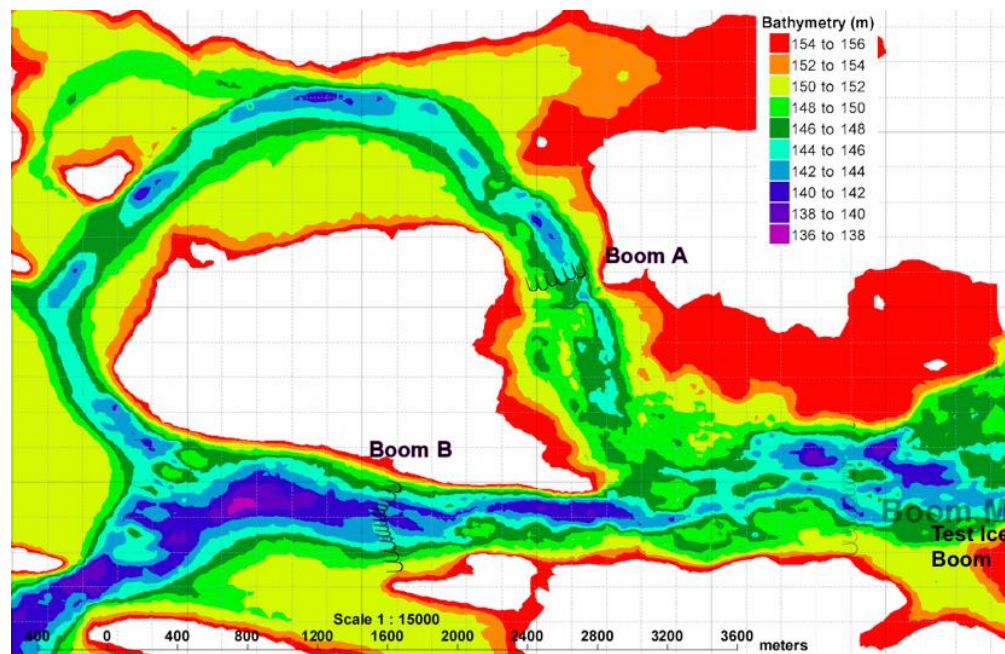 Bathymetry (m)
154 to 156
152 to 154
150 to 152
148 to 150
146 to 148
144 to 146
142 to 144
140 to 142
138 to 140
136 to 138
Boom A
Boom B
Boom M
Test Ice
Boom
Scale 1 : 15000
400 0 400 800 1200 1600 2000 2400 2800 3200 3600 meters